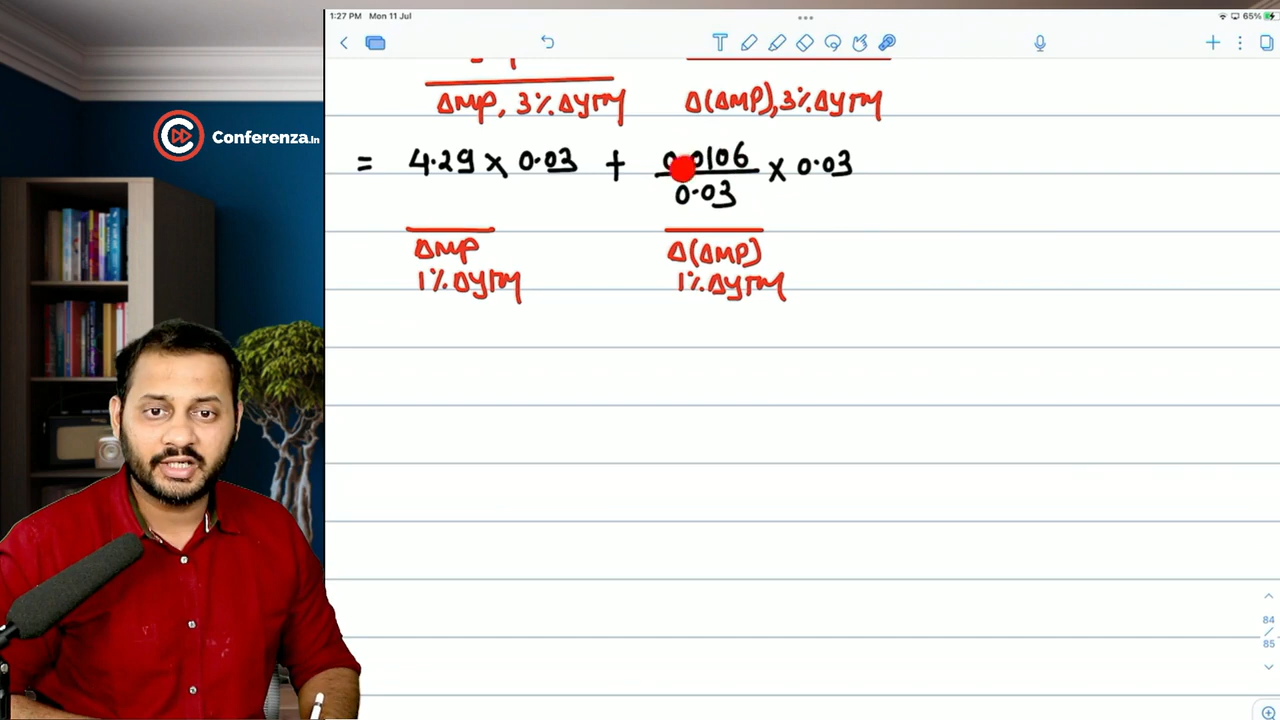 1:27 PM Mon 11 Jul
65%
Conferenza.in
ΔMP, 3% ΔYTM Δ(ΔMP), 3% ΔYTM
= 4.29 × 0.03 + 0.0106 / 0.03 × 0.03
ΔMP Δ(ΔMP)
1% ΔYTM 1% ΔYTM
84
/
85